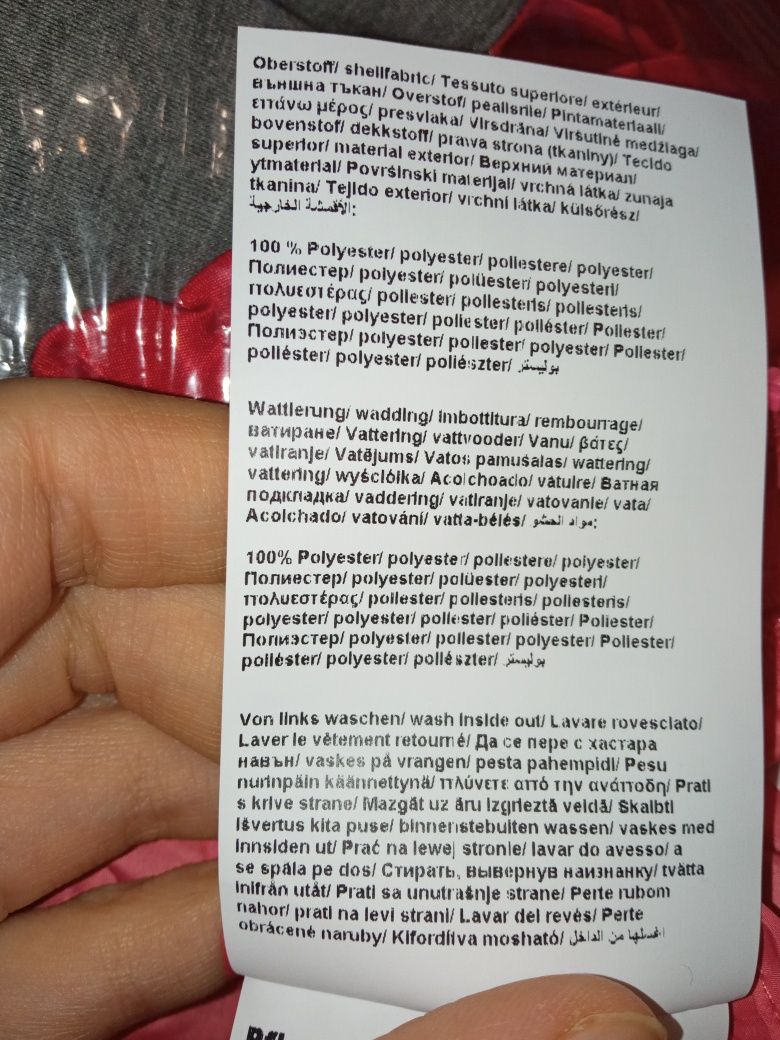 Oberstoff/ shellfabric/ Tessuto superiore/ extérieur/
външна тъкан/ Overstof/ pealisriie/ Pintamateriaali/
επάνω μέρος/ presvlaka/ Virsdrāna/ Viršutinė medžiaga/
bovenstof/ dekkstoff/ prawa strona (tkaniny)/ Tecido
superior/ material exterior/ Верхний материал/
ytmaterial/ Površinski materijal/ vrchná látka/ zunaja
tkanina/ Tejido exterior/ vrchní látka/ külsőrész/
الأقمشة الخارجية:
100 % Polyester/ polyester/ poliestere/ polyester/
Полиестер/ polyester/ polüester/ polyesteri/
πολυεστέρας/ poliester/ poliesteris/ poliesteris/
polyester/ polyester/ poliester/ poliéster/ Poliester/
Полиэстер/ polyester/ poliester/ polyester/ Poliester/
poliéster/ polyester/ poliészter/ بوليستر
Wattierung/ wadding/ imbottitura/ rembourrage/
ватиране/ Vattering/ vattvooder/ Vanu/ βάτες/
vatiranje/ Vatējums/ Vatos pamušalas/ wattering/
vattering/ wyściółka/ Acolchoado/ vatuire/ Ватная
подкладка/ vaddering/ vatiranje/ vatovanie/ vata/
Acolchado/ vatování/ vatta-bélés/ مواد الحشو:
100% Polyester/ polyester/ poliestere/ polyester/
Полиестер/ polyester/ polüester/ polyesteri/
πολυεστέρας/ poliester/ poliesteris/ poliesteris/
polyester/ polyester/ poliester/ poliéster/ Poliester/
Полиэстер/ polyester/ poliester/ polyester/ Poliester/
poliéster/ polyester/ poliészter/ بوليستر
Von links waschen/ wash inside out/ Lavare rovesciato/
Laver le vêtement retourné/ Да се пере с хастара
навън/ vaskes på vrangen/ pesta pahempidi/ Pesu
nurinpäin käännettynä/ πλύνετε από την ανάποδη/ Prati
s krive strane/ Mazgāt uz āru izgrieztā veidā/ Skalbti
išvertus kita puse/ binnenstebuiten wassen/ vaskes med
innsiden ut/ Prać na lewej stronie/ lavar do avesso/ a
se spăla pe dos/ Стирать, вывернув наизнанку/ tvätta
inifrån utåt/ Prati sa unutrašnje strane/ Perte rubom
nahor/ prati na levi strani/ Lavar del revés/ Perte
obrácené naruby/ Kifordítva mosható/ اغسلها من الداخل